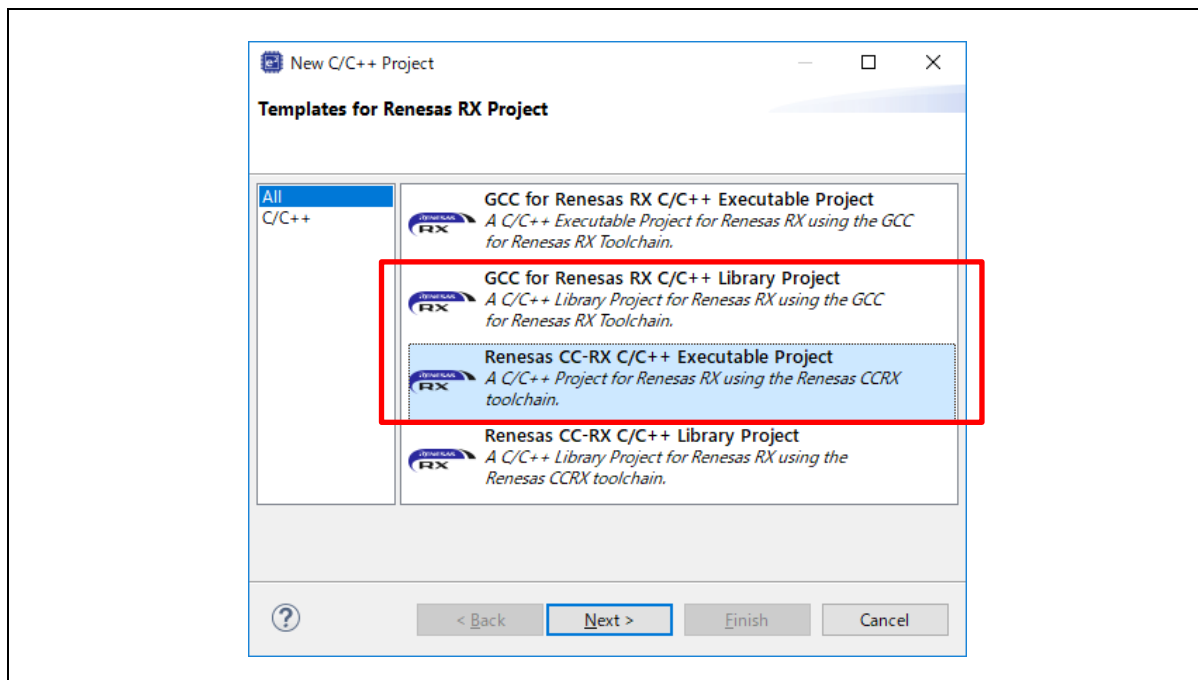 New C/C++ Project
Templates for Renesas RX Project
All
C/C++
RENESAS
RX
GCC for Renesas RX C/C++ Executable Project
A C/C++ Executable Project for Renesas RX using the GCC
for Renesas RX Toolchain.
RENESAS
RX
GCC for Renesas RX C/C++ Library Project
A C/C++ Library Project for Renesas RX using the GCC
for Renesas RX Toolchain.
RENESAS
RX
Renesas CC-RX C/C++ Executable Project
A C/C++ Project for Renesas RX using the Renesas CCRX
toolchain.
RENESAS
RX
Renesas CC-RX C/C++ Library Project
A C/C++ Library Project for Renesas RX using the
Renesas CCRX toolchain.
?
< Back
Next >
Finish
Cancel